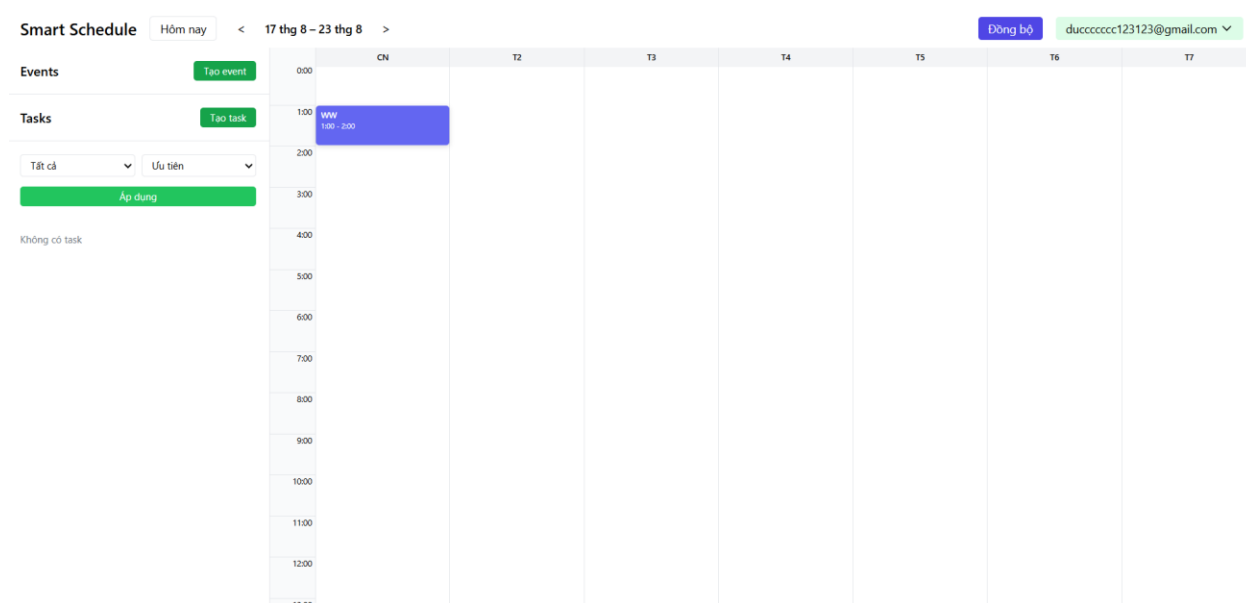 Smart Schedule Hôm nay < 17 thg 8 – 23 thg 8 > Đồng bộ ducccccccc123123@gmail.com
CN T2 T3 T4 T5 T6 T7
Events Tạo event
0:00
Tasks Tạo task
1:00 WW
1:00 - 2:00
2:00
Tất cả Ưu tiên
3:00
Áp dụng
4:00
Không có task
5:00
6:00
7:00
8:00
9:00
10:00
11:00
12:00